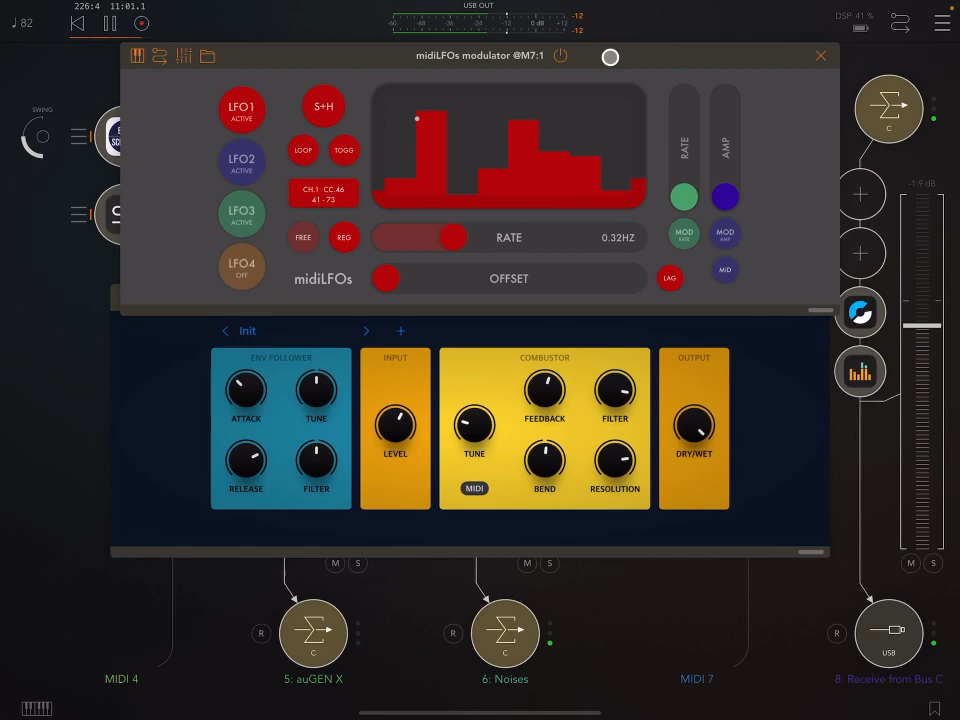 ♩ 82
226:4 11:01.1
USB OUT
-60 -48 -36 -24 -12 0 dB +12
-12
-12
DSP: 41 %
midiLFOs modulator @M7:1
SWING
LFO1
ACTIVE
LFO2
ACTIVE
LFO3
ACTIVE
LFO4
OFF
S+H
LOOP TOGG
CH.1 CC.46
41 - 73
FREE REG
midiLFOs
RATE 0.32HZ
OFFSET
RATE
AMP
MOD
RATE
MOD
AMP
LAG
MID
C
-1.9 dB
Init
ENV FOLLOWER
ATTACK TUNE
RELEASE FILTER
INPUT
LEVEL
COMBUSTOR
FEEDBACK FILTER
TUNE
MIDI
BEND RESOLUTION
OUTPUT
DRY/WET
M S
M S
M S
R
C
R
C
R
USB
MIDI 4
5: auGEN X
6: Noises
MIDI 7
8: Receive from Bus C